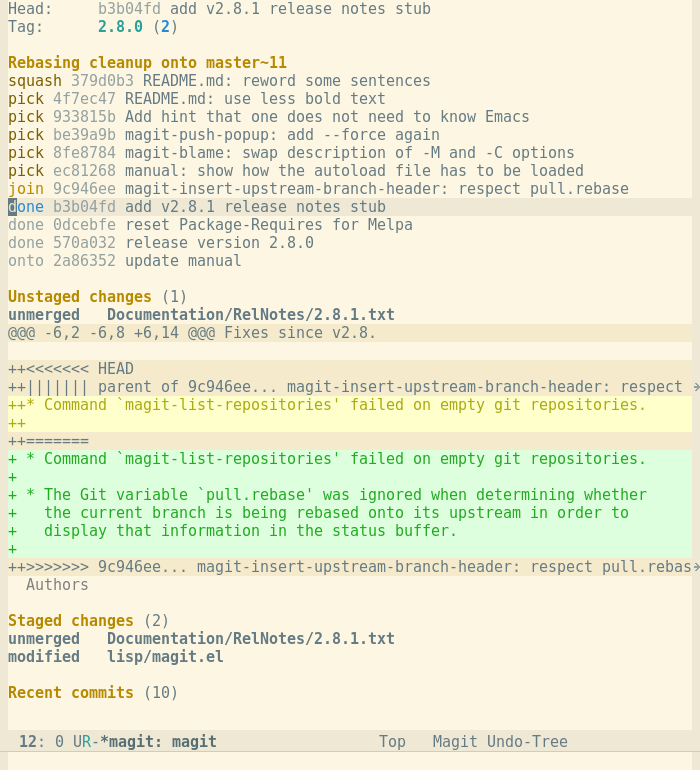 Head:     b3b04fd add v2.8.1 release notes stub
Tag:      2.8.0 (2)
Rebasing cleanup onto master~11
squash 379d0b3 README.md: reword some sentences
pick 4f7ec47 README.md: use less bold text
pick 933815b Add hint that one does not need to know Emacs
pick be39a9b magit-push-popup: add --force again
pick 8fe8784 magit-blame: swap description of -M and -C options
pick ec81268 manual: show how the autoload file has to be loaded
join 9c946ee magit-insert-upstream-branch-header: respect pull.rebase
done b3b04fd add v2.8.1 release notes stub
done 0dcebfe reset Package-Requires for Melpa
done 570a032 release version 2.8.0
onto 2a86352 update manual
Unstaged changes (1)
unmerged   Documentation/RelNotes/2.8.1.txt
@@@ -6,2 -6,8 +6,14 @@@ Fixes since v2.8.
++<<<<<<< HEAD
++||||||| parent of 9c946ee... magit-insert-upstream-branch-header: respect
++* Command `magit-list-repositories' failed on empty git repositories.
++
++=======
+ * Command `magit-list-repositories' failed on empty git repositories.
+
+ * The Git variable `pull.rebase' was ignored when determining whether
+   the current branch is being rebased onto its upstream in order to
+   display that information in the status buffer.
+
++>>>>>>> 9c946ee... magit-insert-upstream-branch-header: respect pull.rebas
  Authors
Staged changes (2)
unmerged   Documentation/RelNotes/2.8.1.txt
modified   lisp/magit.el
Recent commits (10)
12: 0 UR-*magit: magit                  Top   Magit Undo-Tree